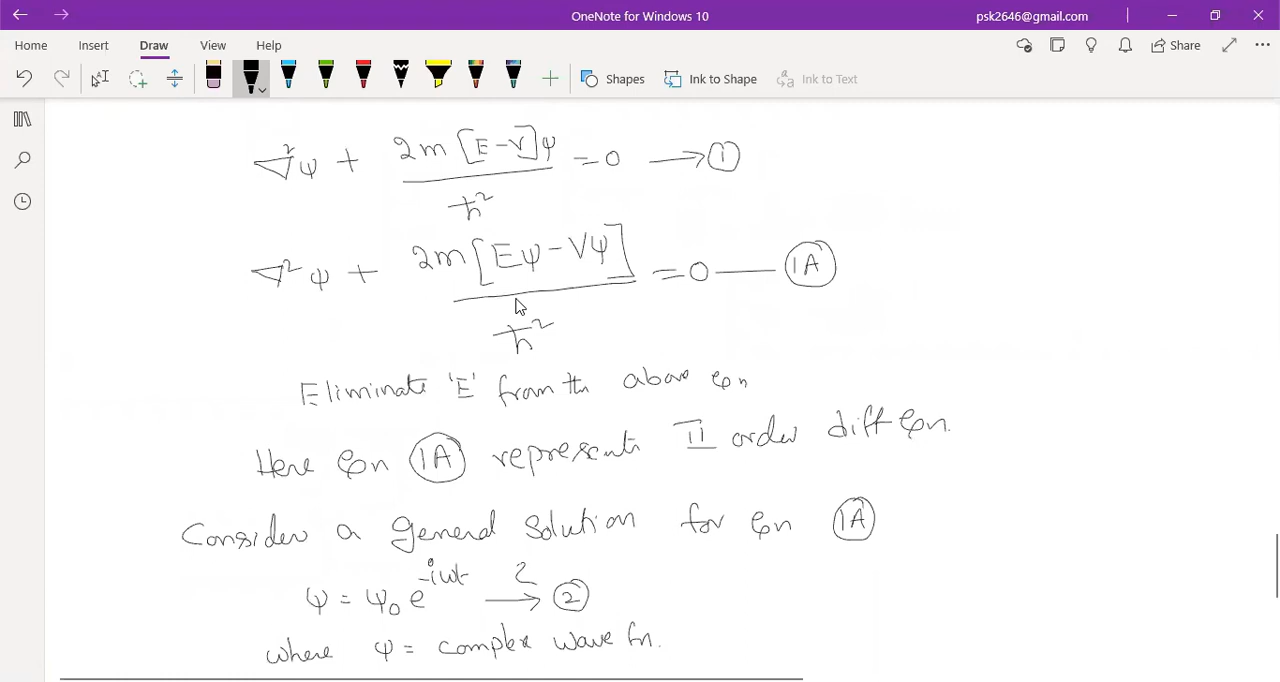 OneNote for Windows 10
psk2646@gmail.com
Home Insert Draw View Help
Share
Shapes Ink to Shape Ink to Text
∇²ψ + 2m[E-V]ψ / ħ² = 0 → ①
∇²ψ + 2m[Eψ - Vψ] / ħ² = 0 — 1A
Eliminate 'E' from th above eqn
Here Eqn 1A represents II order diff Eqn.
Consider a general solution for eqn 1A
ψ = ψ₀ e^-iωt → ②
where ψ = complex wave fn.